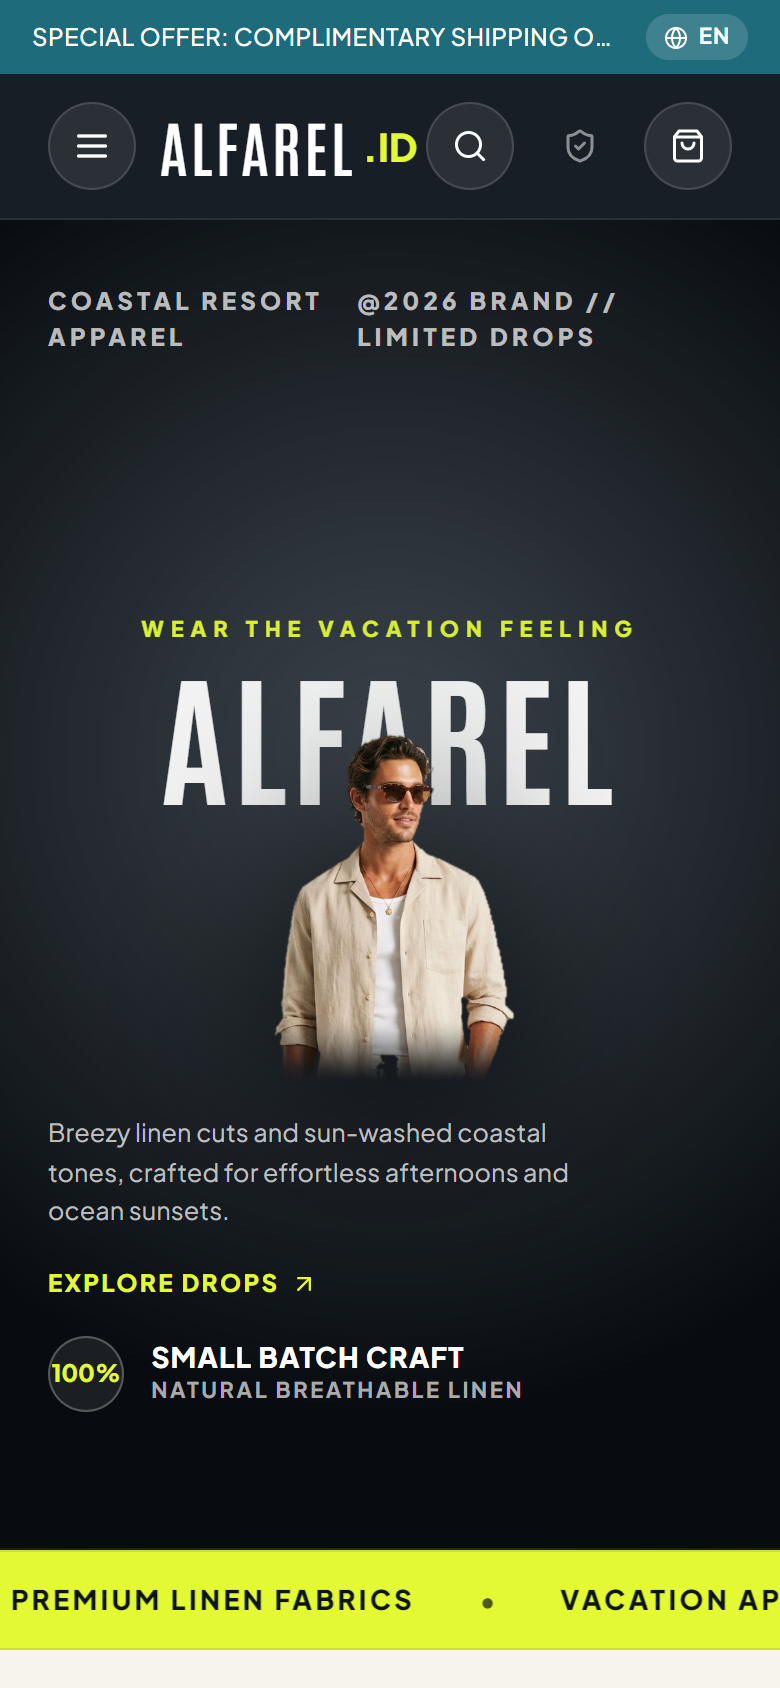 SPECIAL OFFER: COMPLIMENTARY SHIPPING O...
EN
ALFAREL .ID
COASTAL RESORT
APPAREL
@2026 BRAND //
LIMITED DROPS
WEAR THE VACATION FEELING
ALFAREL
Breezy linen cuts and sun-washed coastal
tones, crafted for effortless afternoons and
ocean sunsets.
EXPLORE DROPS
100%
SMALL BATCH CRAFT
NATURAL BREATHABLE LINEN
PREMIUM LINEN FABRICS • VACATION AP